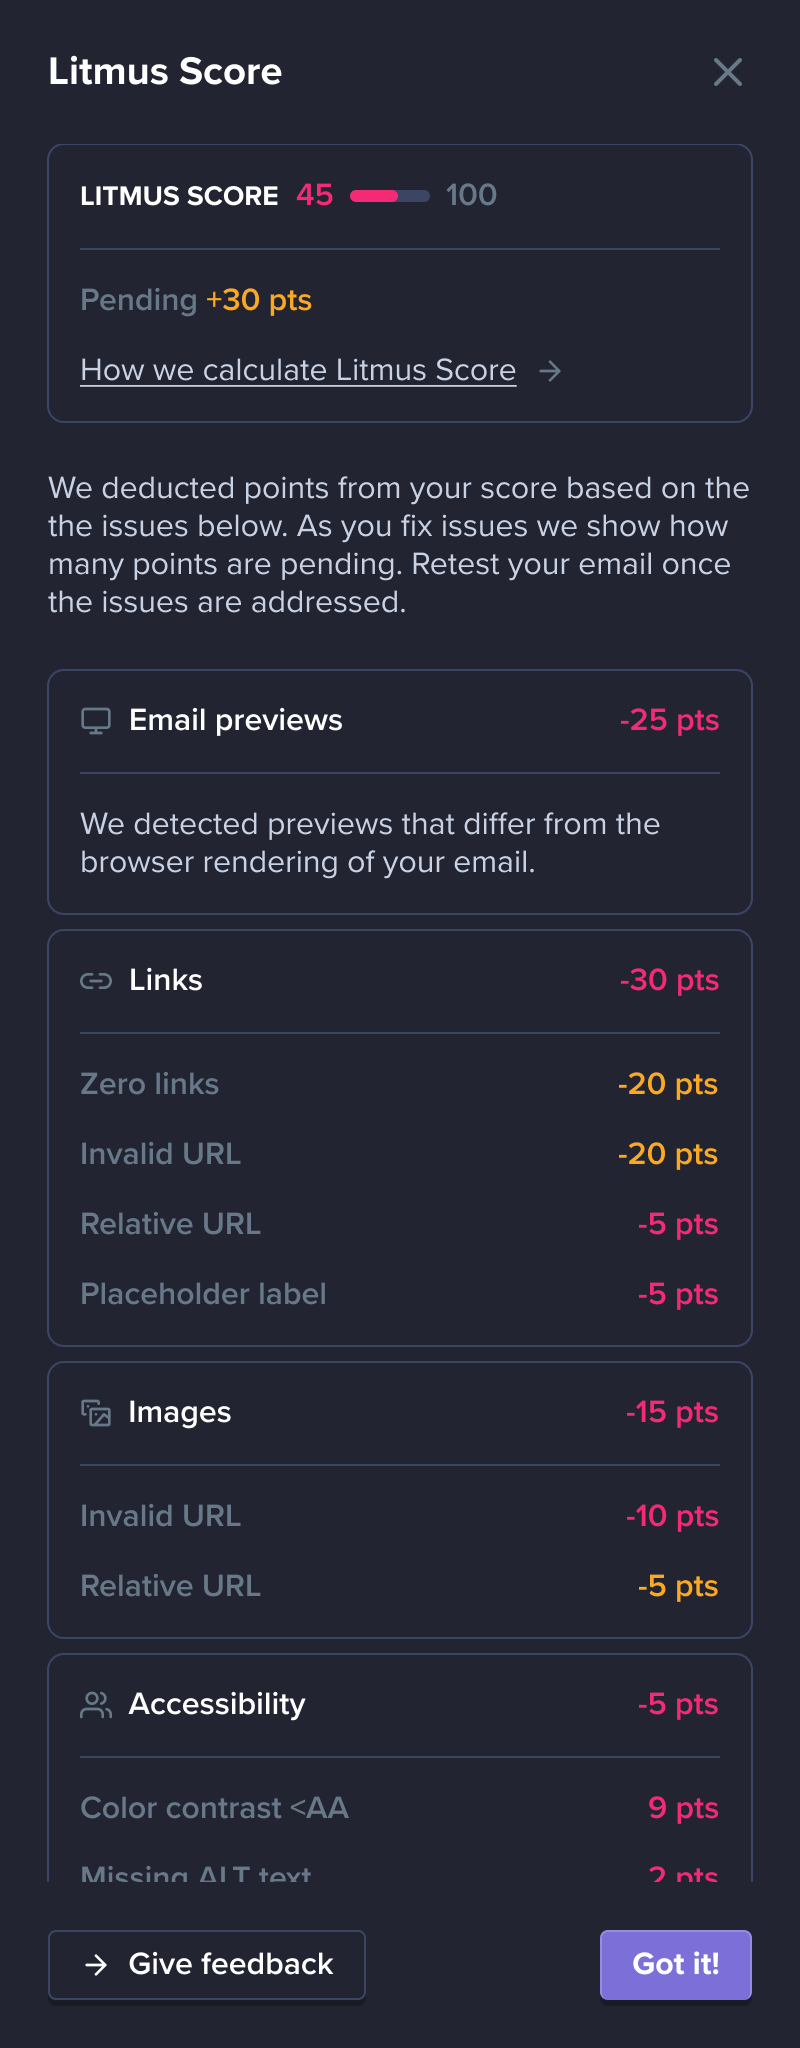 Litmus Score
LITMUS SCORE 45 100
Pending +30 pts
How we calculate Litmus Score →
We deducted points from your score based on the
the issues below. As you fix issues we show how
many points are pending. Retest your email once
the issues are addressed.
Email previews -25 pts
We detected previews that differ from the
browser rendering of your email.
Links -30 pts
Zero links -20 pts
Invalid URL -20 pts
Relative URL -5 pts
Placeholder label -5 pts
Images -15 pts
Invalid URL -10 pts
Relative URL -5 pts
Accessibility -5 pts
Color contrast <AA 9 pts
Missing ALT text 2 pts
→ Give feedback
Got it!